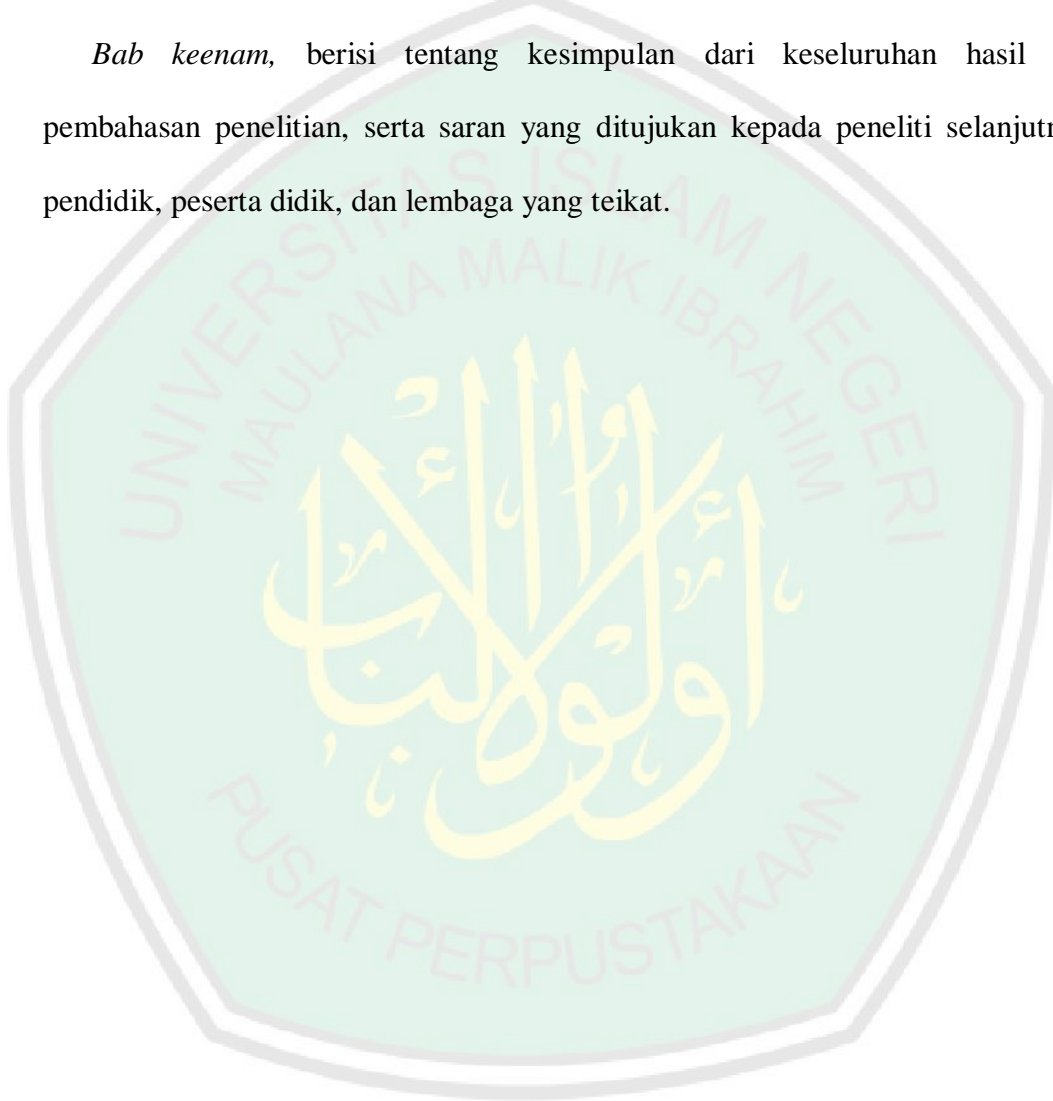 Bab keenam, berisi tentang kesimpulan dari keseluruhan hasil
pembahasan penelitian, serta saran yang ditujukan kepada peneliti selanjutn
pendidik, peserta didik, dan lembaga yang teikat.
UNIVERSITAS ISLAM NEGERI
MAULANA MALIK IBRAHIM
أولوا الألباب
PUSAT PERPUSTAKAAN